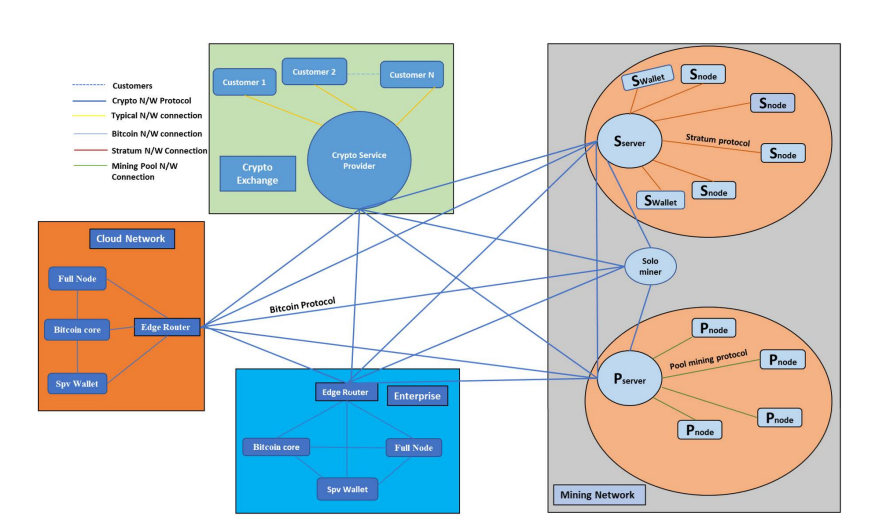 Customers
Crypto N/W Protocol
Typical N/W connection
Bitcoin N/W connection
Stratum N/W Connection
Mining Pool N/W
Connection
Customer 1
Customer 2
Customer N
Crypto Service
Provider
Crypto
Exchange
Cloud Network
Full Node
Bitcoin core
Edge Router
Spv Wallet
Bitcoin Protocol
Edge Router
Enterprise
Bitcoin core
Full Node
Spv Wallet
SWallet
Snode
Snode
Sserver
Stratum protocol
Snode
Snode
SWallet
Solo
miner
Pnode
Pool mining protocol
Pnode
Pserver
Pnode
Pnode
Mining Network